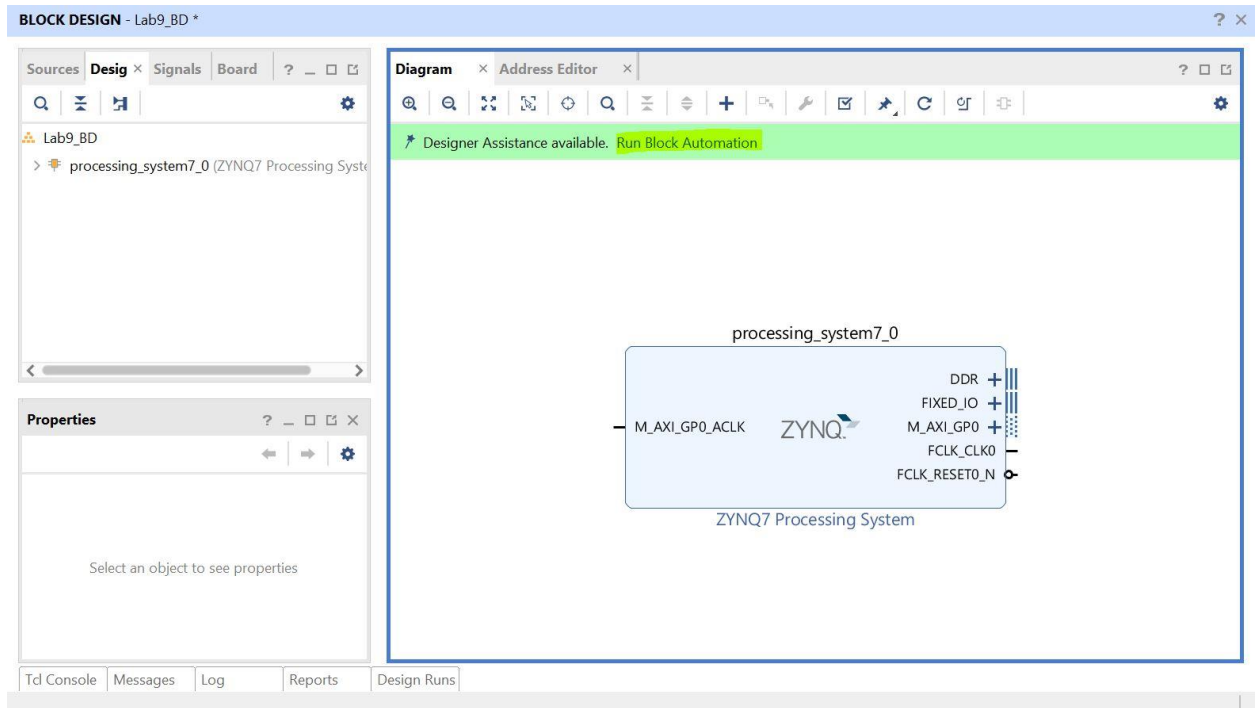 BLOCK DESIGN - Lab9_BD *
Sources Desig Signals Board
Lab9_BD
processing_system7_0 (ZYNQ7 Processing Syste
Properties
Select an object to see properties
Diagram Address Editor
Designer Assistance available. Run Block Automation
processing_system7_0
DDR
FIXED_IO
M_AXI_GP0_ACLK ZYNQ. M_AXI_GP0
FCLK_CLK0
FCLK_RESET0_N
ZYNQ7 Processing System
Tcl Console Messages Log Reports Design Runs